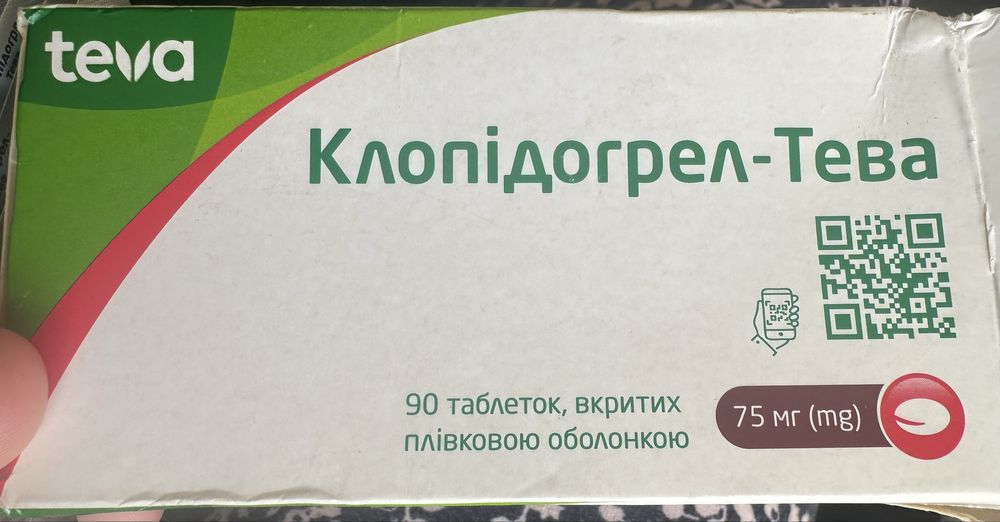 teva
Клопідогрел-Тева
90 таблеток, вкритих
плівковою оболонкою
75 мг (mg)